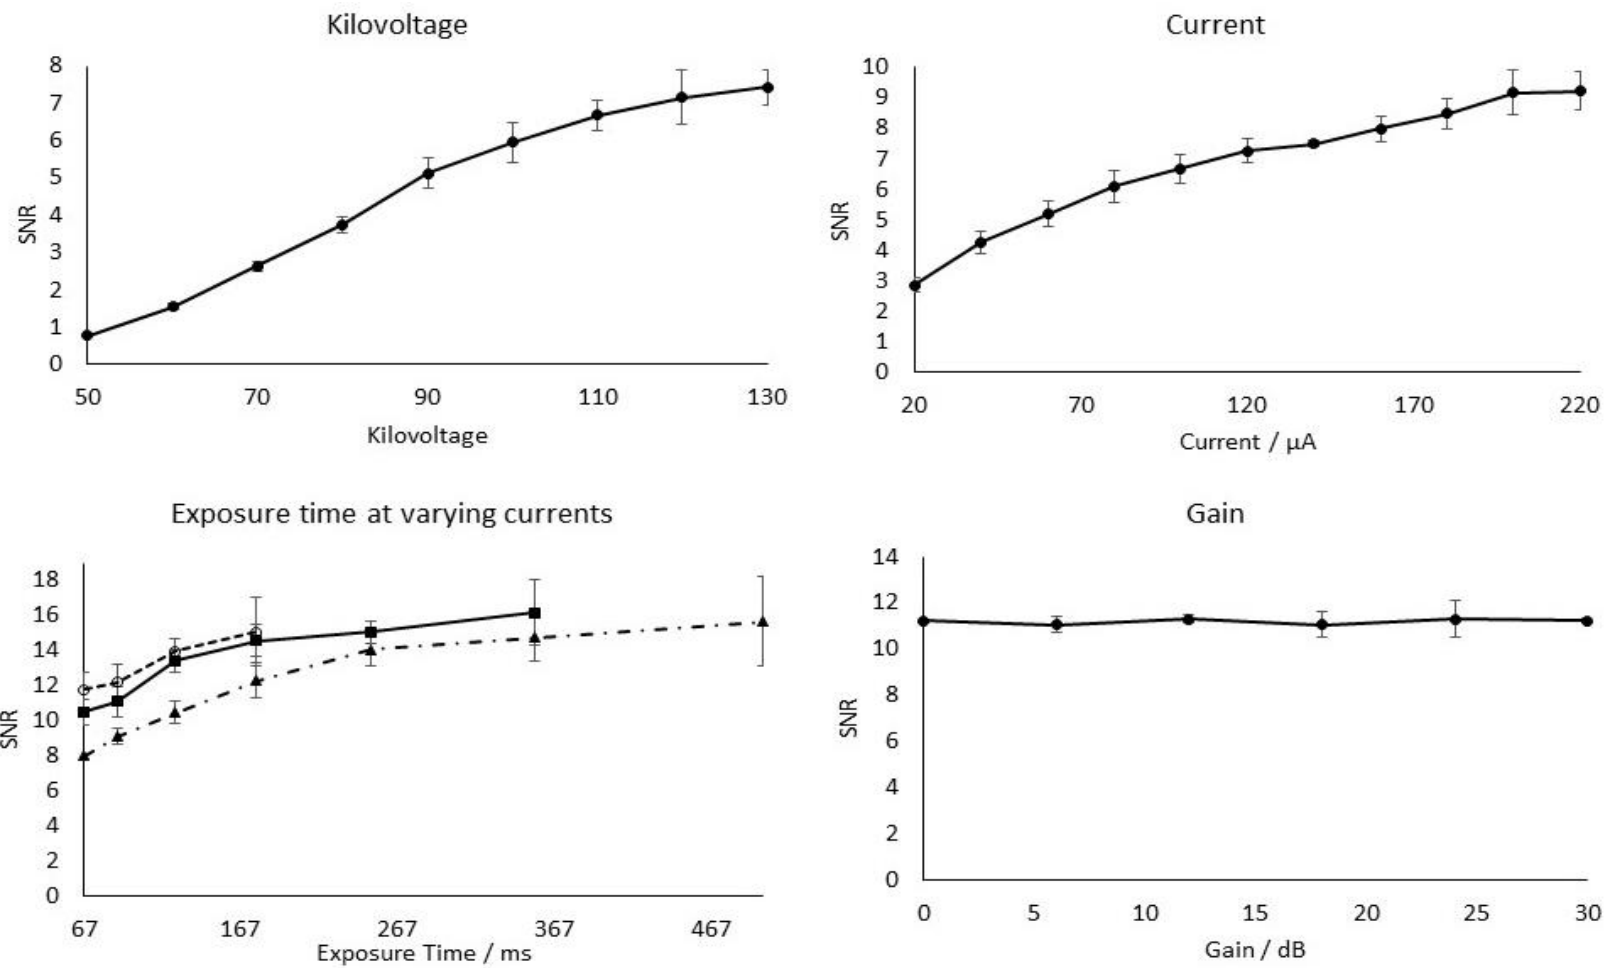 Kilovoltage
8
7
6
5
4
3
2
1
0
SNR
50 70 90 110 130
Kilovoltage
Current
10
9
8
7
6
5
4
3
2
1
0
SNR
20 70 120 170 220
Current / µA
Exposure time at varying currents
18
16
14
12
10
8
6
4
2
0
SNR
67 167 267 367 467
Exposure Time / ms
Gain
14
12
10
8
6
4
2
0
SNR
0 5 10 15 20 25 30
Gain / dB